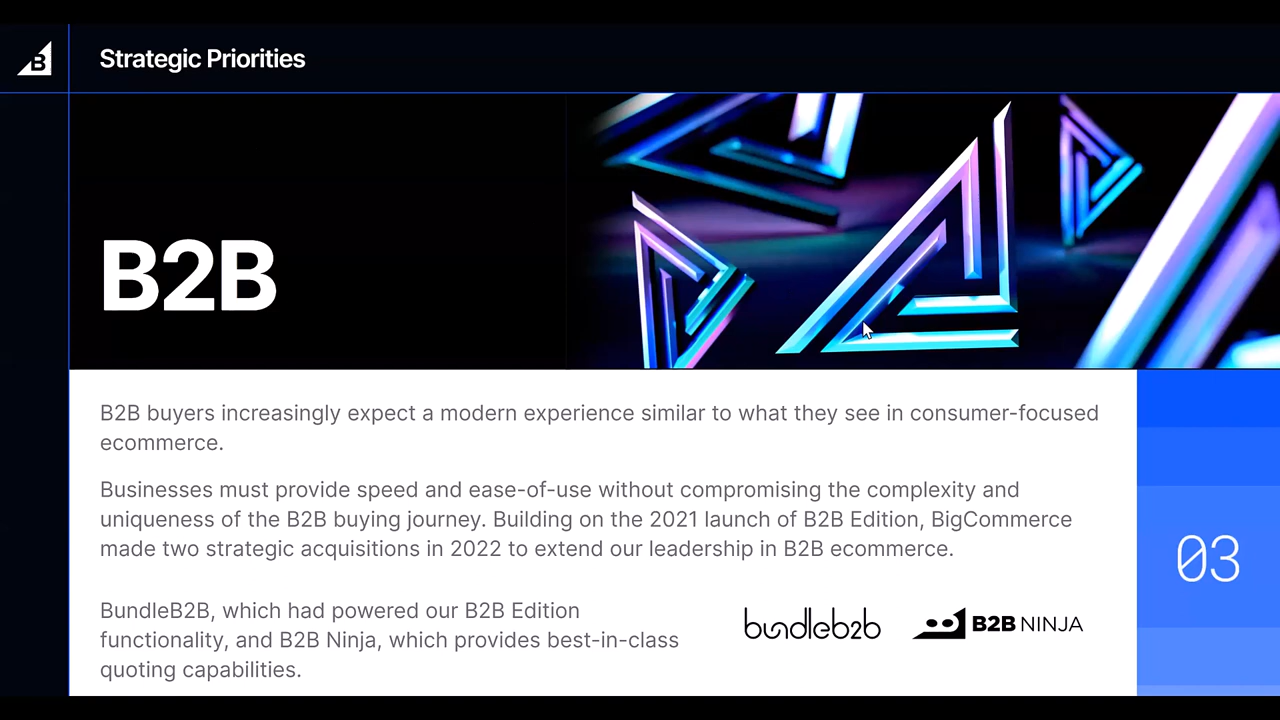 B
Strategic Priorities
B2B
B2B buyers increasingly expect a modern experience similar to what they see in consumer-focused
ecommerce.
Businesses must provide speed and ease-of-use without compromising the complexity and
uniqueness of the B2B buying journey. Building on the 2021 launch of B2B Edition, BigCommerce
made two strategic acquisitions in 2022 to extend our leadership in B2B ecommerce.
03
BundleB2B, which had powered our B2B Edition
functionality, and B2B Ninja, which provides best-in-class
quoting capabilities.
bundleb2b
B2B NINJA